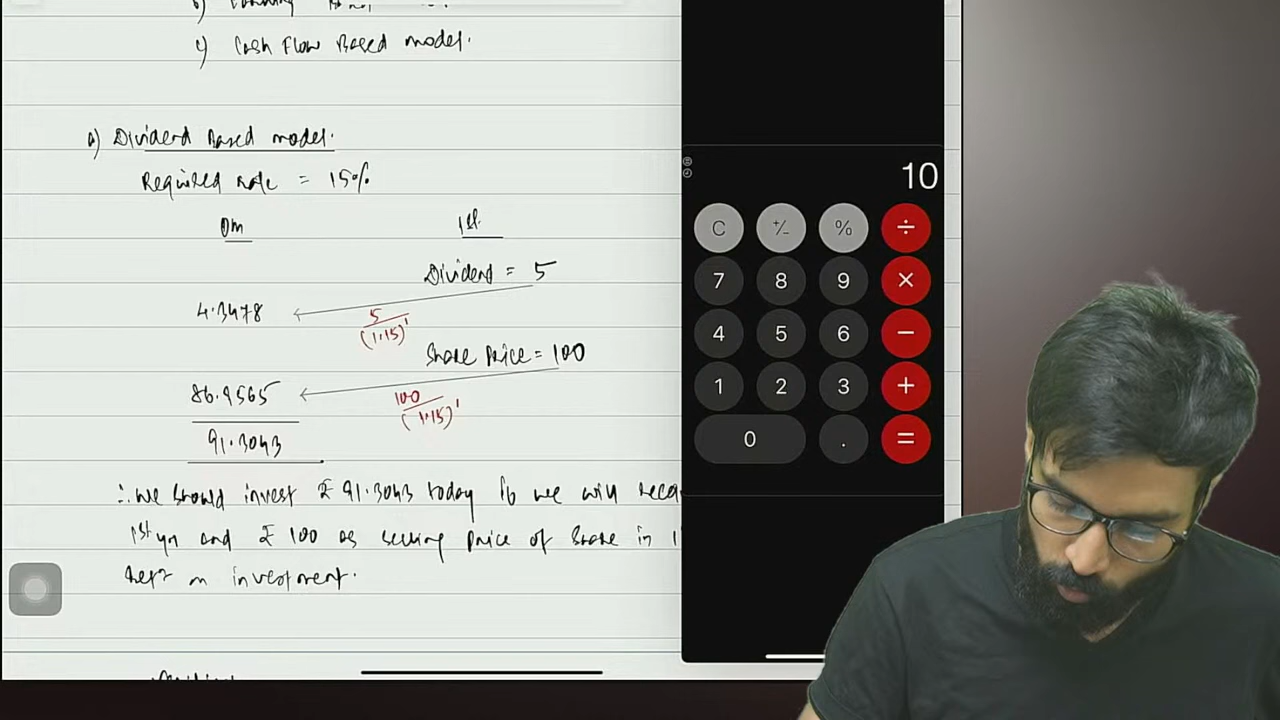 c) Cash Flow Based model.
a) Dividend Based model.
Required rate = 15%
0m 1st
Dividend = 5
4.3478
5
(1.15)¹
Share Price = 100
86.9565
100
(1.15)¹
91.3043
∴ We should invest ₹ 91.3043 today if we will
1st yr and ₹ 100 as selling price of share in 1
on investment.
10
C +/- % ÷
7 8 9 ×
4 5 6 −
1 2 3 +
0 . =